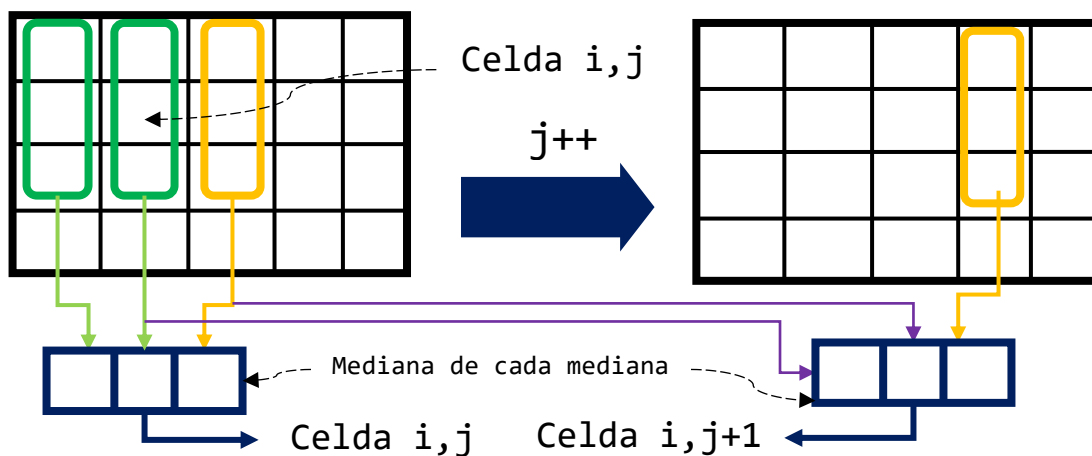 Celda i,j
j++
Mediana de cada mediana
Celda i,j
Celda i,j+1